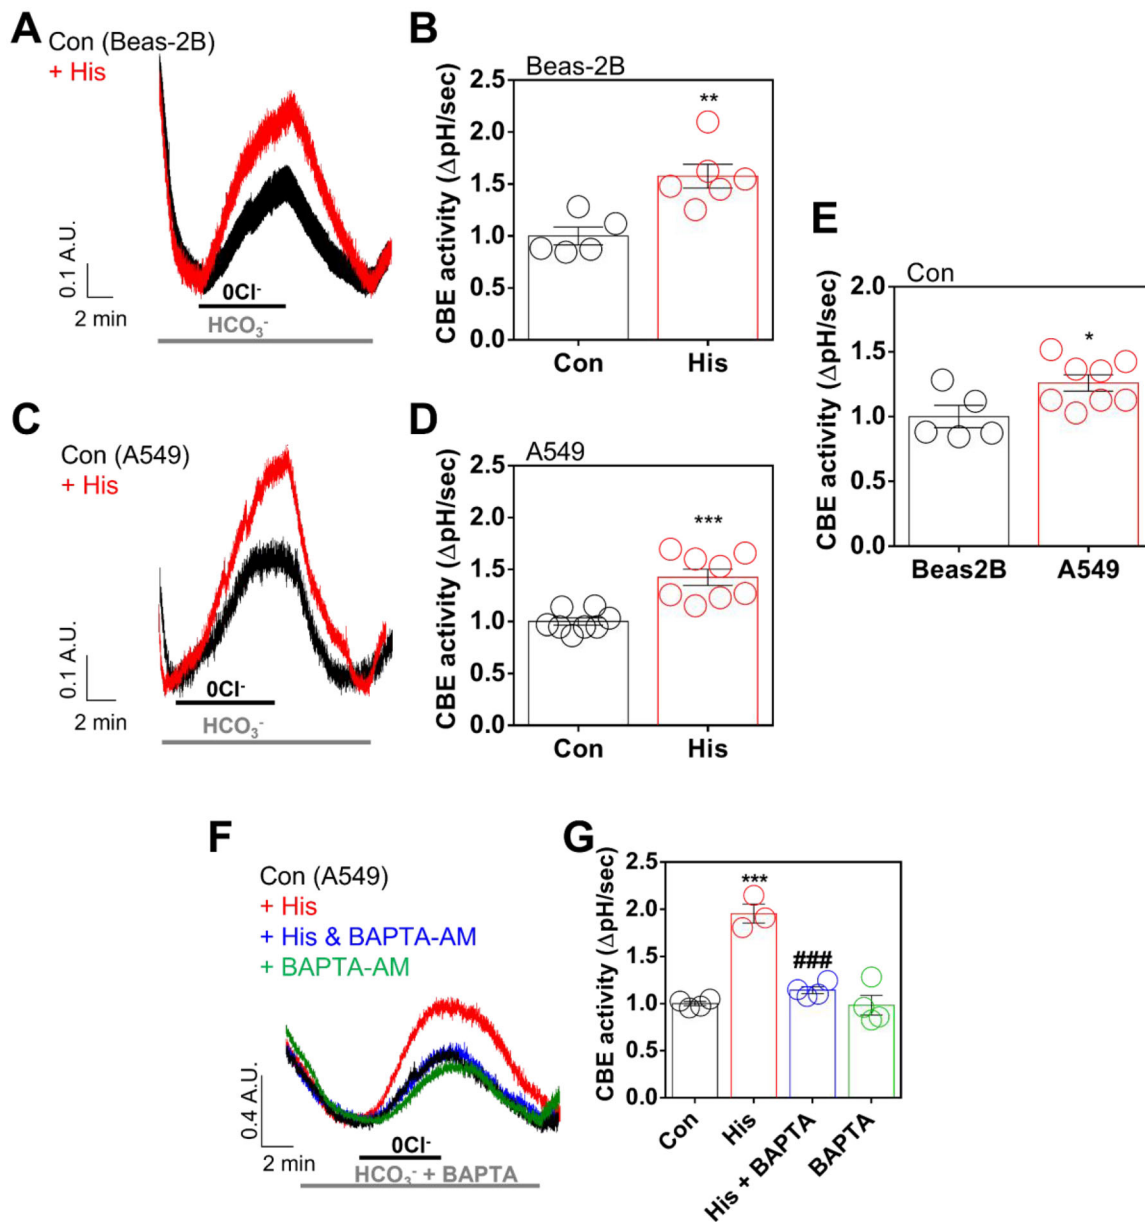 A
Con (Beas-2B)
+ His
0.1 A.U.
2 min
0Cl⁻
HCO₃⁻
B
Beas-2B
CBE activity (ΔpH/sec)
2.5
2.0
1.5
1.0
0.5
0.0
**
Con
His
C
Con (A549)
+ His
0.1 A.U.
2 min
0Cl⁻
HCO₃⁻
D
A549
CBE activity (ΔpH/sec)
2.5
2.0
1.5
1.0
0.5
0.0
***
Con
His
E
Con
CBE activity (ΔpH/sec)
2.0
1.5
1.0
0.5
0.0
*
Beas2B
A549
F
Con (A549)
+ His
+ His & BAPTA-AM
+ BAPTA-AM
0.4 A.U.
2 min
0Cl⁻
HCO₃⁻ + BAPTA
G
CBE activity (ΔpH/sec)
2.5
2.0
1.5
1.0
0.5
0.0
***
###
Con
His
His + BAPTA
BAPTA